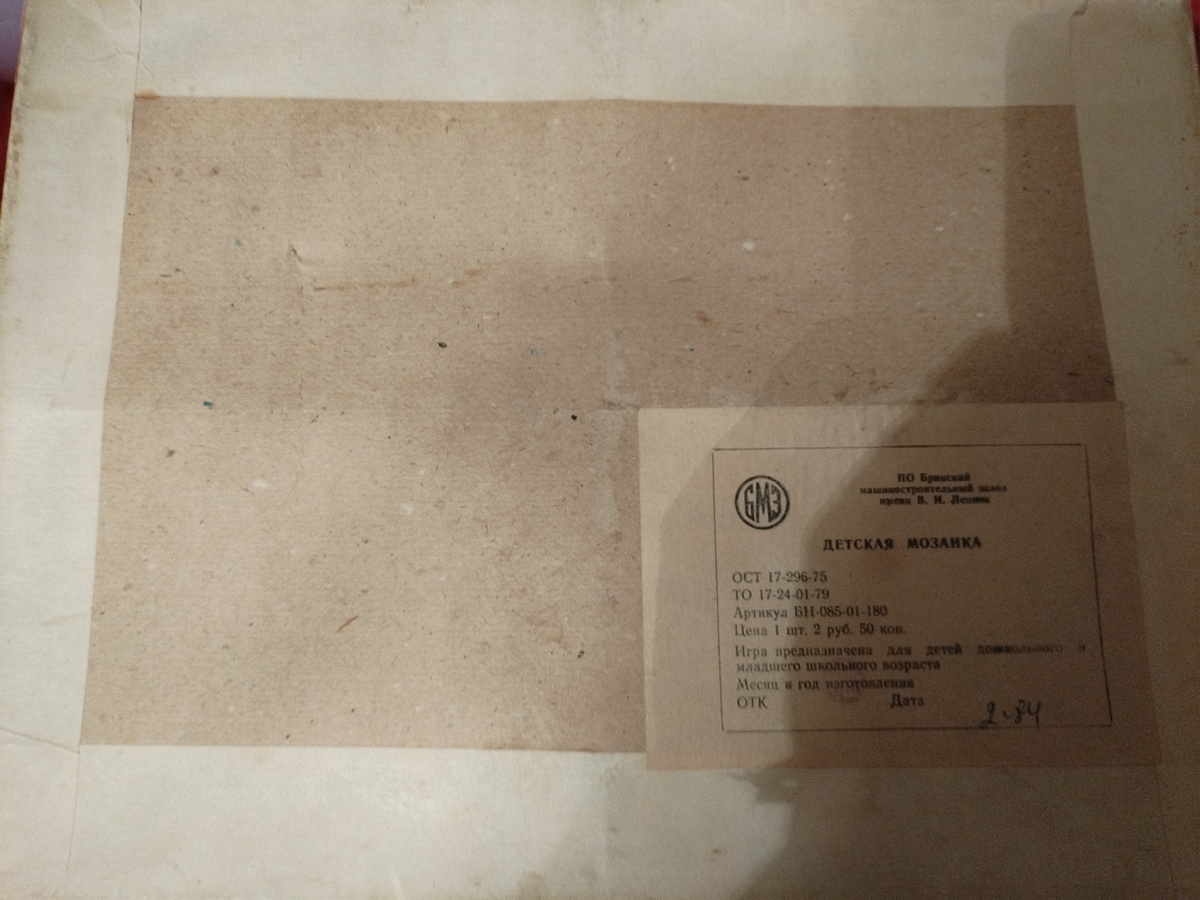 БМЗ
ПО Брянский
машиностроительный завод
имени В. И. Ленина
ДЕТСКАЯ МОЗАИКА
ОСТ 17-296-75
ТО 17-24-01-79
Артикул БН-085-01-180
Цена 1 шт. 2 руб. 50 коп.
Игра предназначена для детей дошкольного и
младшего школьного возраста
Месяц и год изготовления
ОТК Дата 2.84